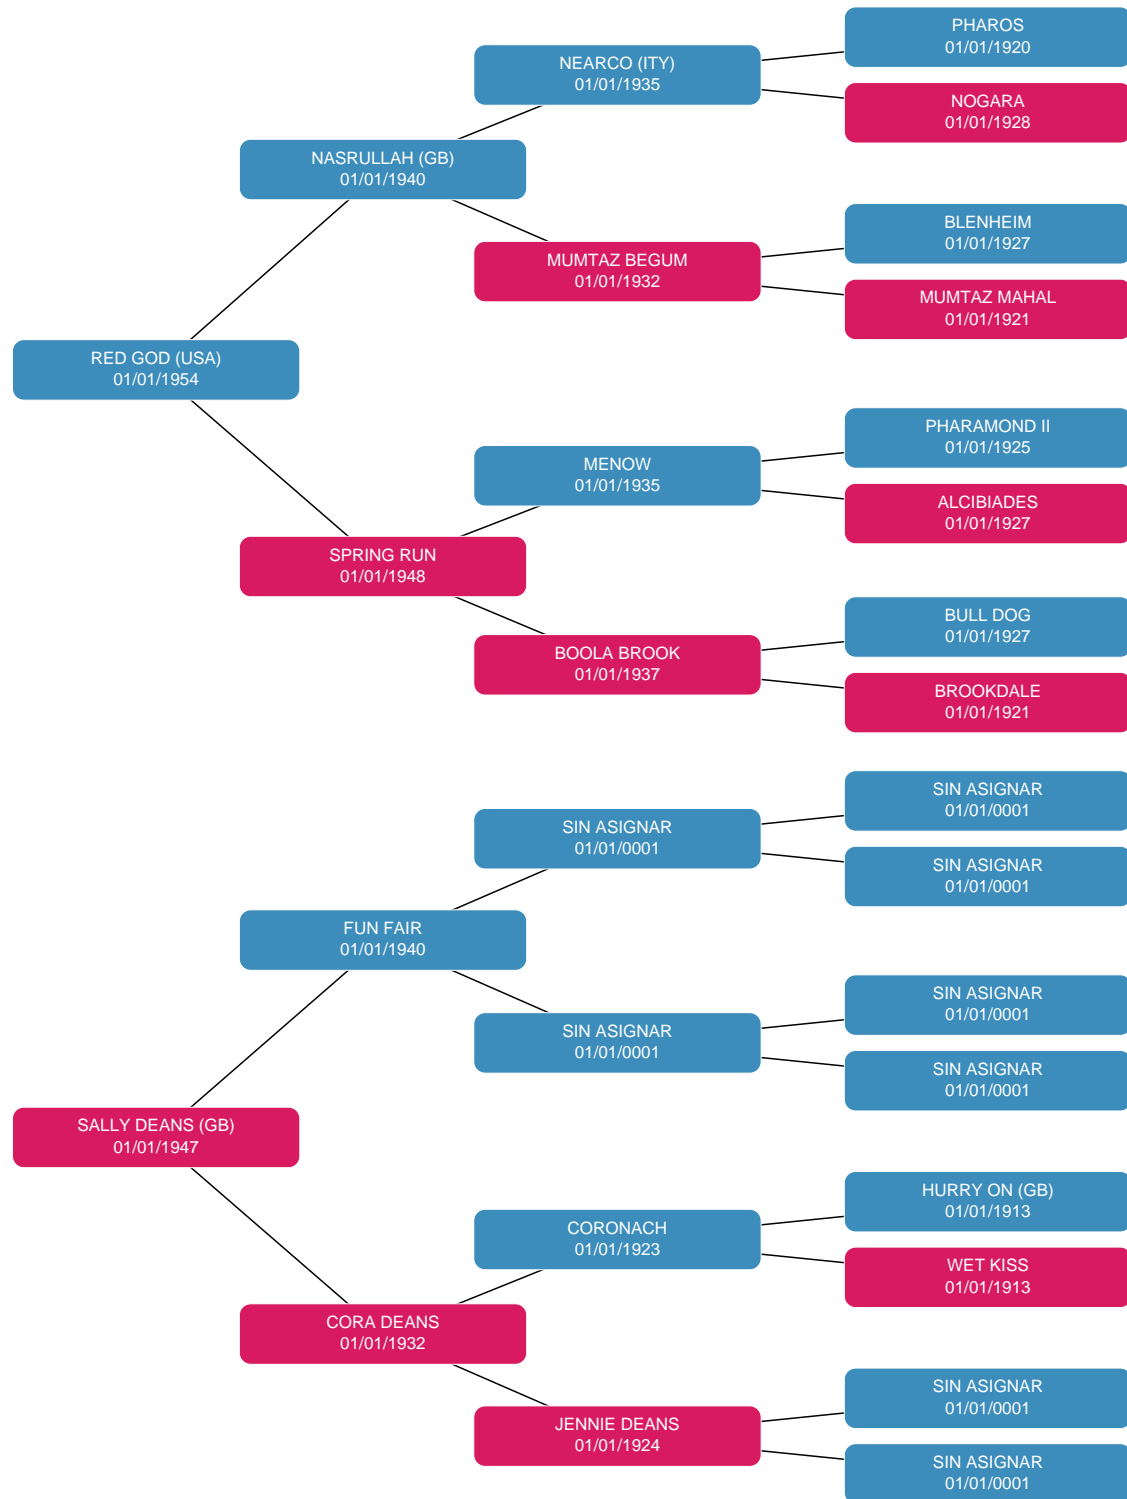 PHAROS
01/01/1920
NEARCO (ITY)
01/01/1935
NOGARA
01/01/1928
NASRULLAH (GB)
01/01/1940
BLENHEIM
01/01/1927
MUMTAZ BEGUM
01/01/1932
MUMTAZ MAHAL
01/01/1921
RED GOD (USA)
01/01/1954
PHARAMOND II
01/01/1925
MENOW
01/01/1935
ALCIBIADES
01/01/1927
SPRING RUN
01/01/1948
BULL DOG
01/01/1927
BOOLA BROOK
01/01/1937
BROOKDALE
01/01/1921
SIN ASIGNAR
01/01/0001
SIN ASIGNAR
01/01/0001
SIN ASIGNAR
01/01/0001
FUN FAIR
01/01/1940
SIN ASIGNAR
01/01/0001
SIN ASIGNAR
01/01/0001
SIN ASIGNAR
01/01/0001
SALLY DEANS (GB)
01/01/1947
HURRY ON (GB)
01/01/1913
CORONACH
01/01/1923
WET KISS
01/01/1913
CORA DEANS
01/01/1932
SIN ASIGNAR
01/01/0001
JENNIE DEANS
01/01/1924
SIN ASIGNAR
01/01/0001